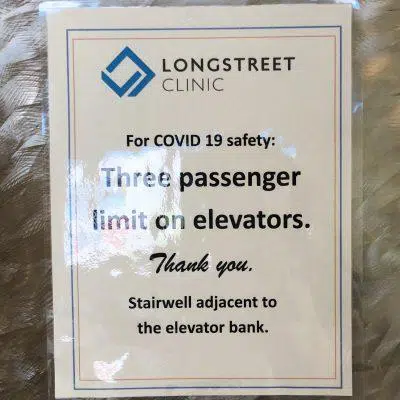 LONGSTREET
CLINIC
For COVID 19 safety:
Three passenger
limit on elevators.
Thank you.
Stairwell adjacent to
the elevator bank.